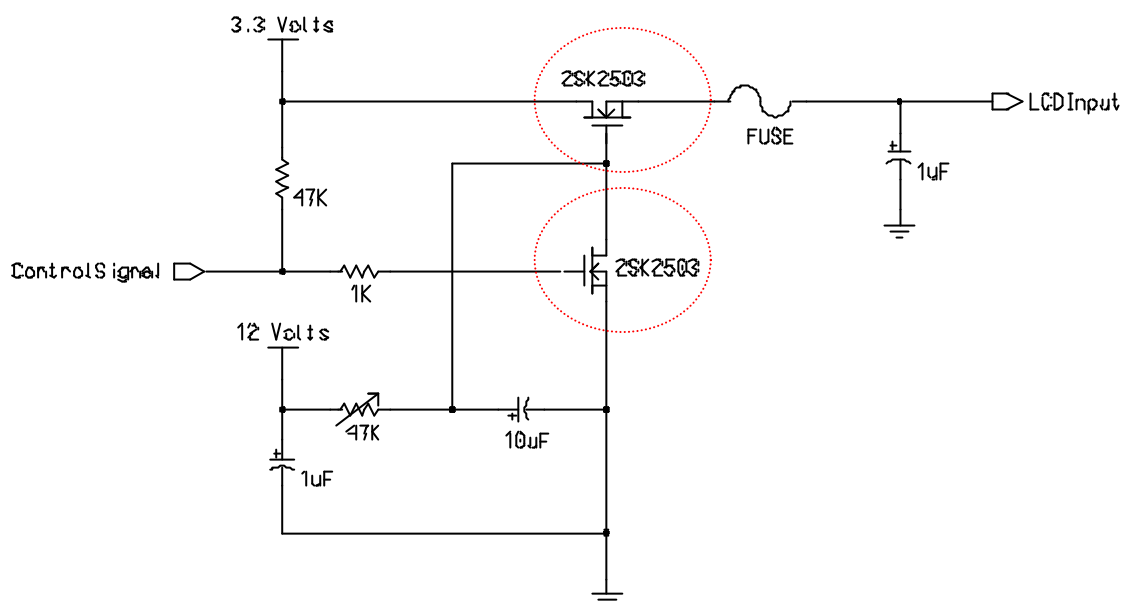 3.3 Volts
2SK2503
LCDInput
FUSE
1uF
47K
2SK2503
ControlSignal
1K
12 Volts
47K
10uF
1uF